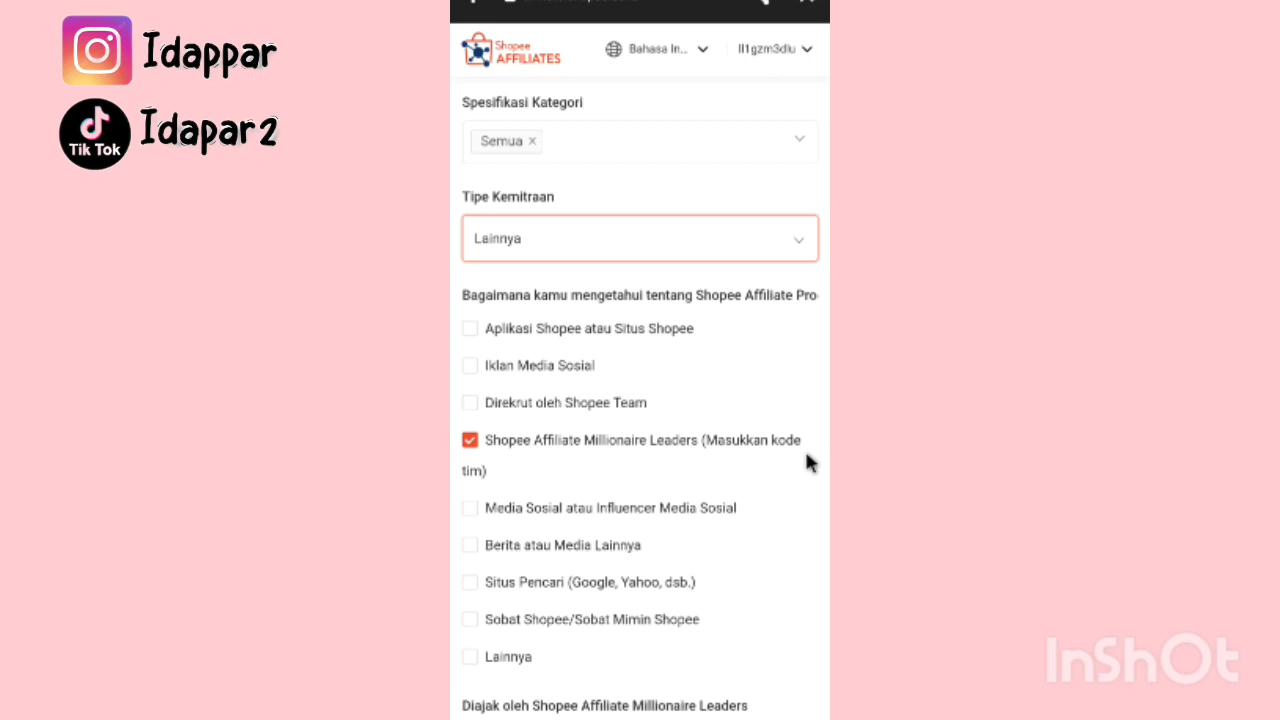 Idappar
Tik Tok
Idapar2
Shopee
AFFILIATES
Bahasa In...
ll1gzm3dlu
Spesifikasi Kategori
Semua ×
Tipe Kemitraan
Lainnya
Bagaimana kamu mengetahui tentang Shopee Affiliate Pro
Aplikasi Shopee atau Situs Shopee
Iklan Media Sosial
Direkrut oleh Shopee Team
Shopee Affiliate Millionaire Leaders (Masukkan kode
tim)
Media Sosial atau Influencer Media Sosial
Berita atau Media Lainnya
Situs Pencari (Google, Yahoo, dsb.)
Sobat Shopee/Sobat Mimin Shopee
Lainnya
Diajak oleh Shopee Affiliate Millionaire Leaders
InShOt